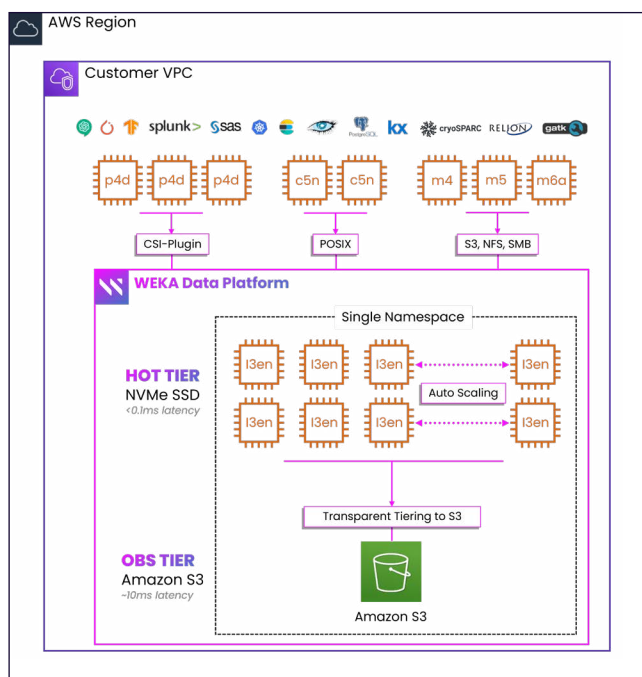 AWS Region
Customer VPC
splunk> sas PostgreSQL kx cryoSPARC RELION gatk
p4d p4d p4d c5n c5n m4 m5 m6a
CSI-Plugin POSIX S3, NFS, SMB
WEKA Data Platform
Single Namespace
I3en I3en I3en I3en
HOT TIER
NVMe SSD
<0.1ms latency
Auto Scaling
I3en I3en I3en I3en
Transparent Tiering to S3
OBS TIER
Amazon S3
~10ms latency
Amazon S3